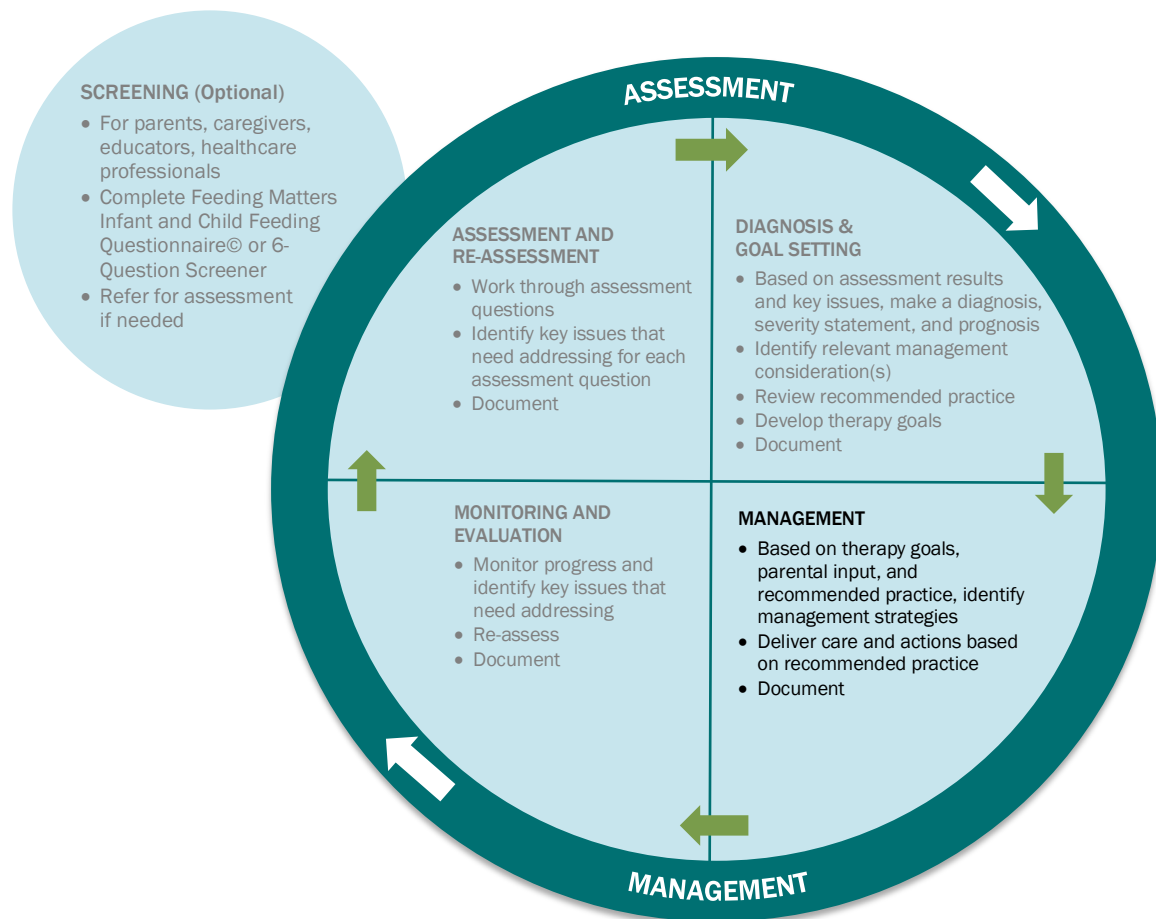 SCREENING (Optional)
• For parents, caregivers,
educators, healthcare
professionals
• Complete Feeding Matters
Infant and Child Feeding
Questionnaire© or 6-
Question Screener
• Refer for assessment
if needed
ASSESSMENT
ASSESSMENT AND
RE-ASSESSMENT
• Work through assessment
questions
• Identify key issues that
need addressing for each
assessment question
• Document
DIAGNOSIS &
GOAL SETTING
• Based on assessment results
and key issues, make a diagnosis,
severity statement, and prognosis
• Identify relevant management
consideration(s)
• Review recommended practice
• Develop therapy goals
• Document
MONITORING AND
EVALUATION
• Monitor progress and
identify key issues that
need addressing
• Re-assess
• Document
MANAGEMENT
• Based on therapy goals,
parental input, and
recommended practice, identify
management strategies
• Deliver care and actions based
on recommended practice
• Document
MANAGEMENT